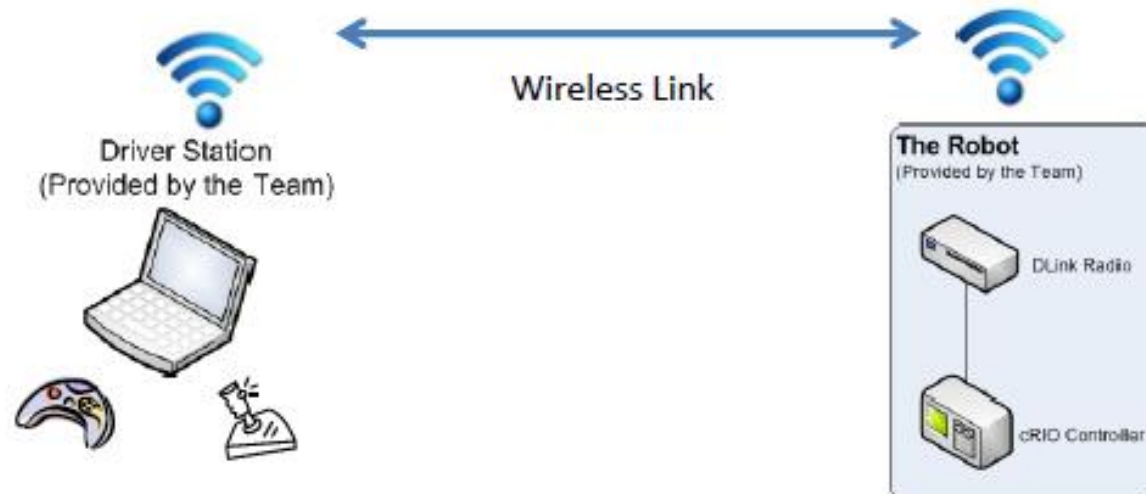 Wireless Link
Driver Station
(Provided by the Team)
The Robot
(Provided by the Team)
DLink Radio
cRIO Controller